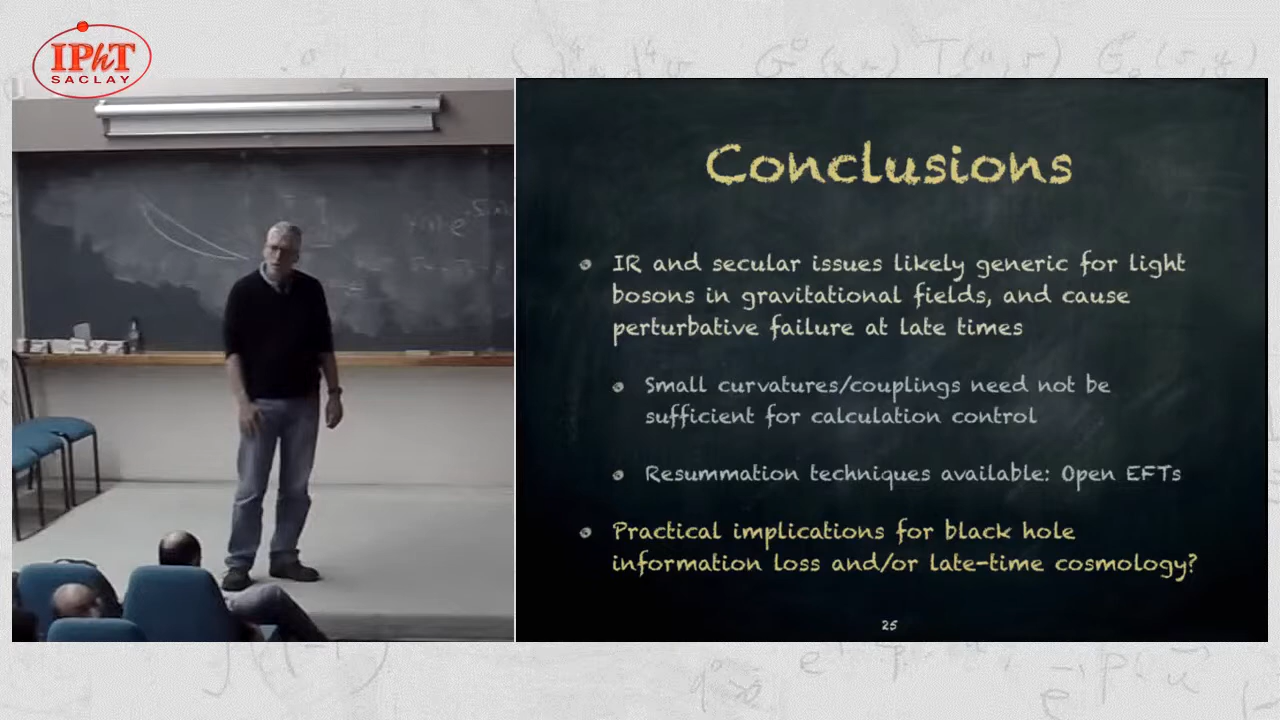 IPhT
SACLAY
Conclusions
IR and secular issues likely generic for light
bosons in gravitational fields, and cause
perturbative failure at late times
Small curvatures/couplings need not be
sufficient for calculation control
Resummation techniques available: Open EFTs
Practical implications for black hole
information loss and/or late-time cosmology?
25